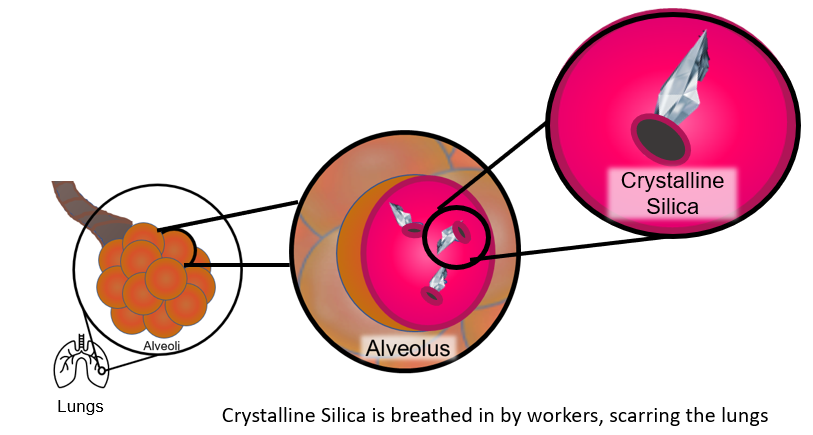 Crystalline
Silica
Alveoli
Alveolus
Lungs
Crystalline Silica is breathed in by workers, scarring the lungs